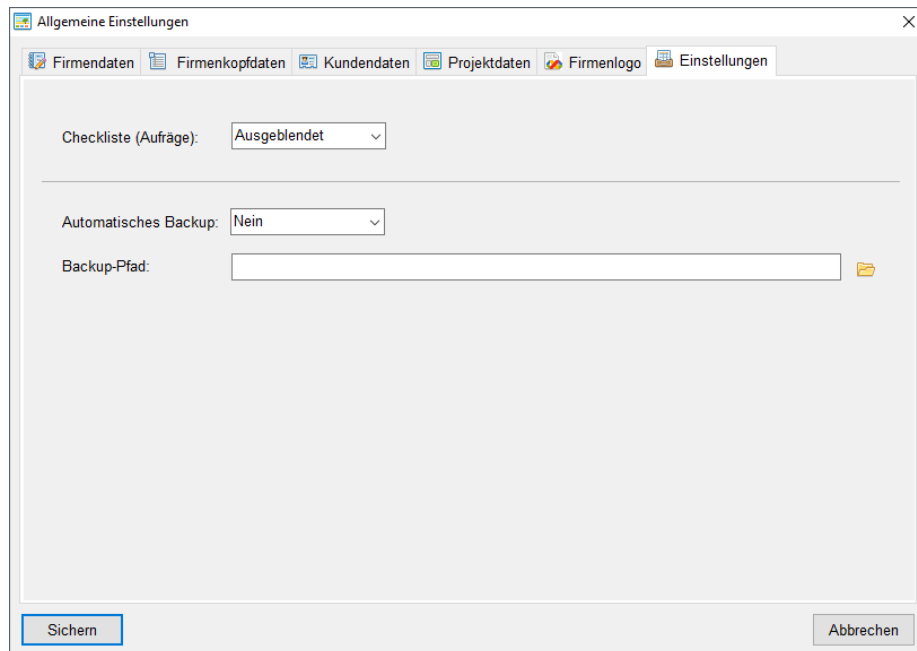 Allgemeine Einstellungen
Firmendaten Firmenkopfdaten Kundendaten Projektdaten Firmenlogo Einstellungen
Checkliste (Aufräge): Ausgeblendet
Automatisches Backup: Nein
Backup-Pfad:
Sichern Abbrechen